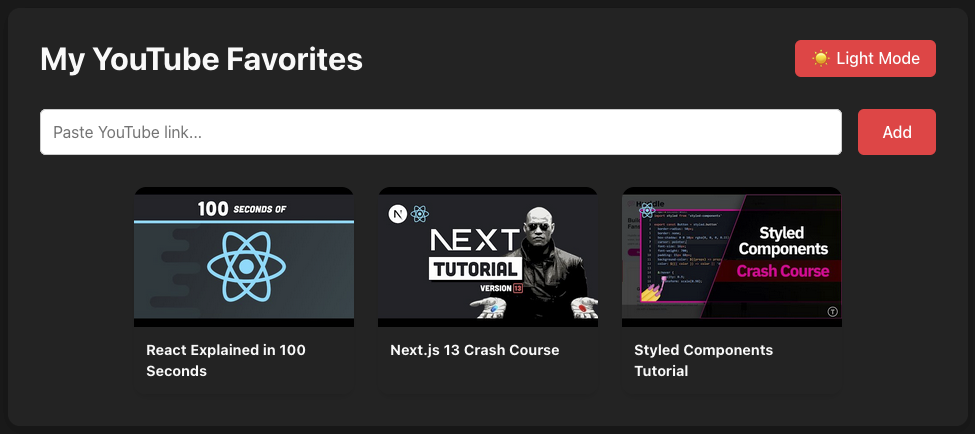 My YouTube Favorites
☀️ Light Mode
Paste YouTube link...
Add
100 SECONDS OF
N
NEXT
TUTORIAL
VERSION 13
Styled
Components
Crash Course
T
React Explained in 100
Seconds
Next.js 13 Crash Course
Styled Components
Tutorial